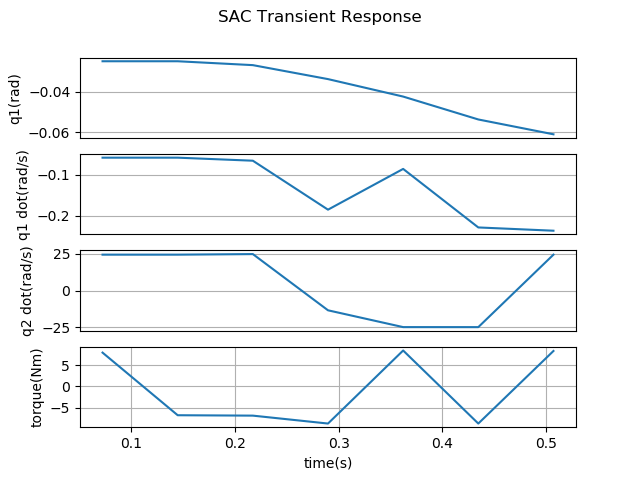 SAC Transient Response
q1(rad)
−0.04
−0.06
q1 dot(rad/s)
−0.1
−0.2
q2 dot(rad/s)
25
0
−25
torque(Nm)
5
0
−5
0.1 0.2 0.3 0.4 0.5
time(s)